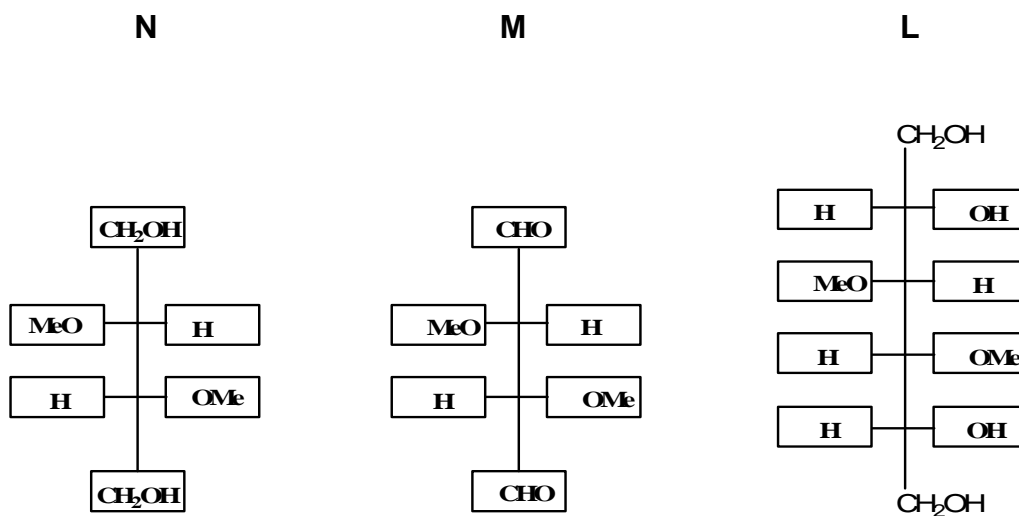 N M L
CH₂OH
H OH
CH₂OH CHO MeO H
MeO H MeO H H OMe
H OMe H OMe H OH
CH₂OH CHO CH₂OH